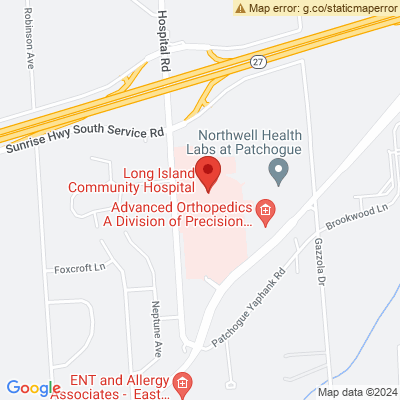 Map error: g.co/staticmaperror
Robinson Ave
Hospital Rd
27
Sunrise Hwy South Service Rd
Northwell Health
Labs at Patchogue
Long Island
Community Hospital
Advanced Orthopedics
A Division of Precision...
Brookwood Ln
Gazzola Dr
Foxcroft Ln
Neptune Ave
Patchogue Yaphank Rd
ENT and Allergy
Associates - East...
Google
Map data ©2024